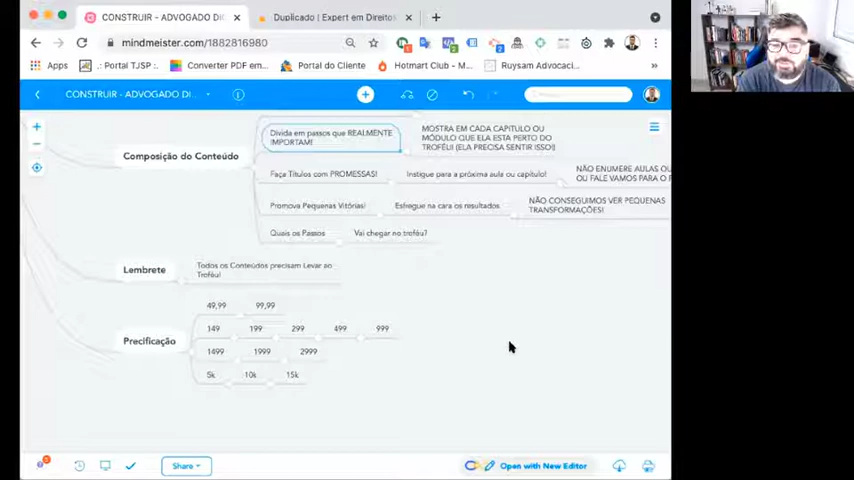 CONSTRUIR - ADVOGADO DI
Duplicado | Expert em Direitos
mindmeister.com/1882816980
Apps
.: Portal TJSP .:
Converter PDF em...
Portal do Cliente
Hotmart Club - M...
Ruysam Advocaci...
CONSTRUIR - ADVOGADO DI...
Divida em passos que REALMENTE
IMPORTAM!
MOSTRA EM CADA CAPITULO OU
MÓDULO QUE ELA ESTA PERTO DO
TROFÉU! (ELA PRECISA SENTIR ISSO!)
Composição do Conteúdo
Faça Títulos com PROMESSAS!
Instigue para a próxima aula ou capítulo!
NÃO ENUMERE AULAS OU
OU FALE VAMOS PARA O
Promova Pequenas Vitórias!
Esfregue na cara os resultados
NÃO CONSEGUIMOS VER PEQUENAS
TRANSFORMAÇÕES!
Quais os Passos
Vai chegar no troféu?
Lembrete
Todos os Conteúdos precisam Levar ao
Troféu!
49,99
99,99
149
199
299
499
999
Precificação
1499
1999
2999
5k
10k
15k
Share
Open with New Editor